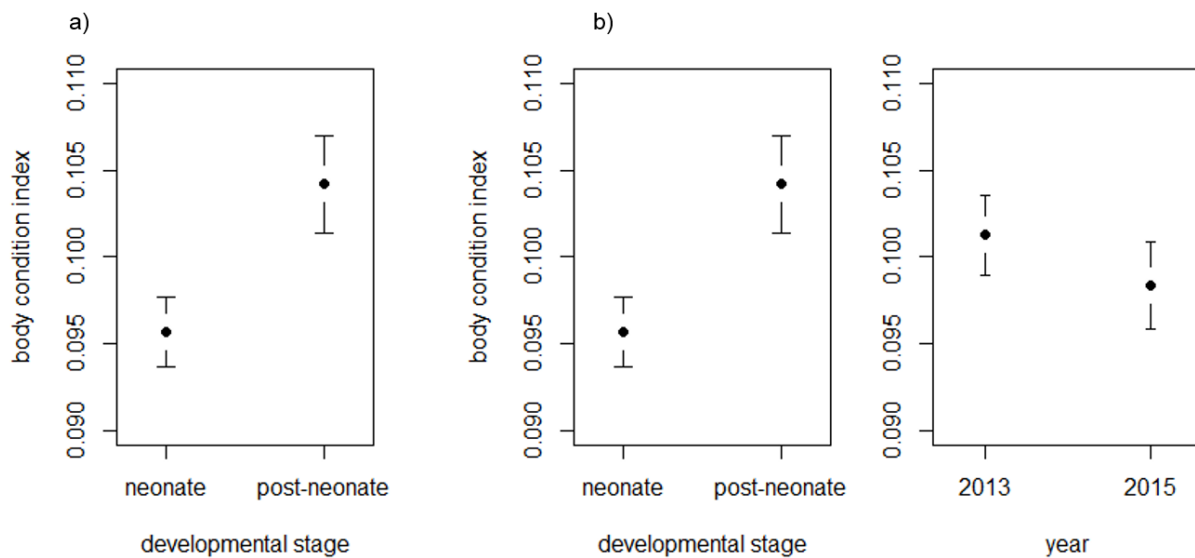 a)
body condition index
0.110
0.105
0.100
0.095
0.090
neonate post-neonate
developmental stage
b)
body condition index
0.110
0.105
0.100
0.095
0.090
neonate post-neonate
developmental stage
0.110
0.105
0.100
0.095
0.090
2013 2015
year